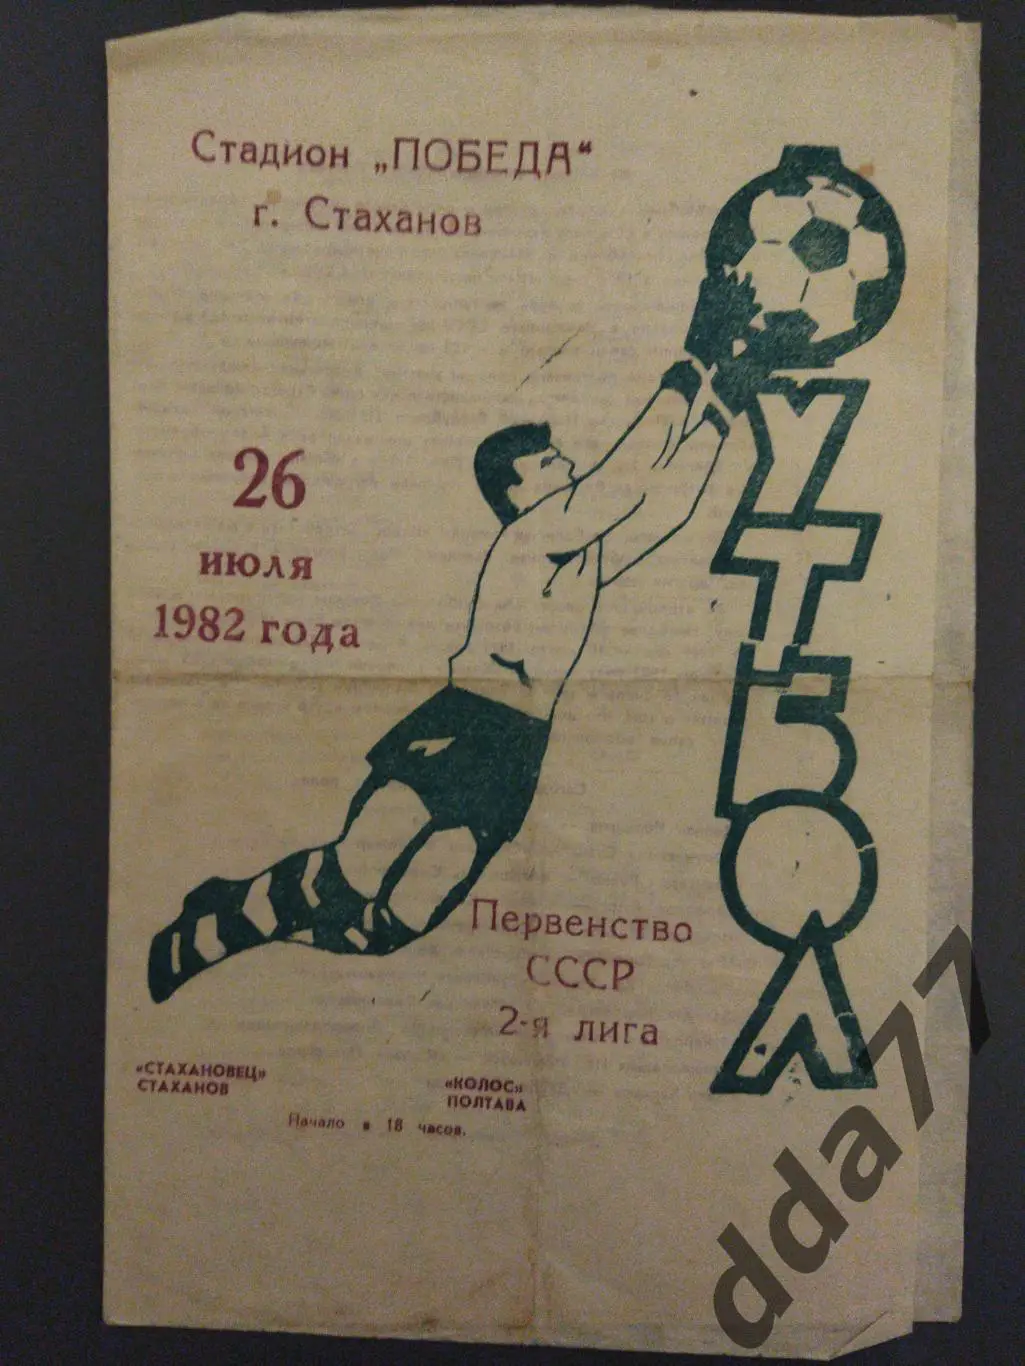 Стадион „ПОБЕДА"
г. Стаханов
26
июля
1982 года
ФУТБОЛ
Первенство
СССР
2-я лига
«СТАХАНОВЕЦ»
СТАХАНОВ
«КОЛОС»
ПОЛТАВА
Начало в 18 часов.
dda77